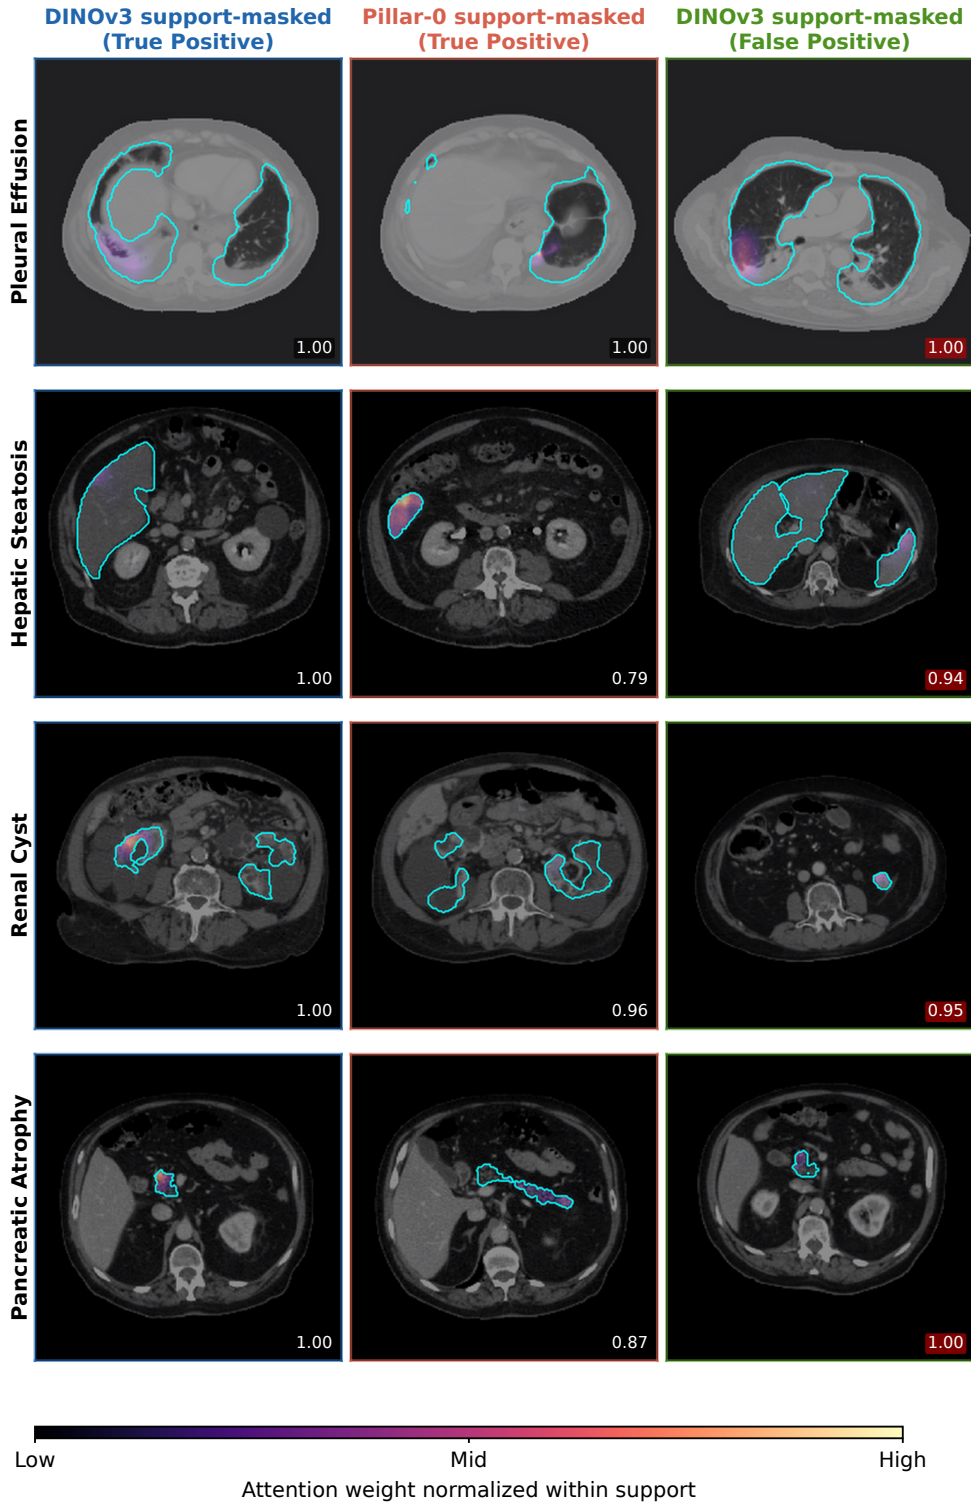 DINOv3 support-masked
(True Positive)
Pillar-0 support-masked
(True Positive)
DINOv3 support-masked
(False Positive)
Pleural Effusion
1.00
1.00
1.00
Hepatic Steatosis
1.00
0.79
0.94
Renal Cyst
1.00
0.96
0.95
Pancreatic Atrophy
1.00
0.87
1.00
Low
Mid
High
Attention weight normalized within support